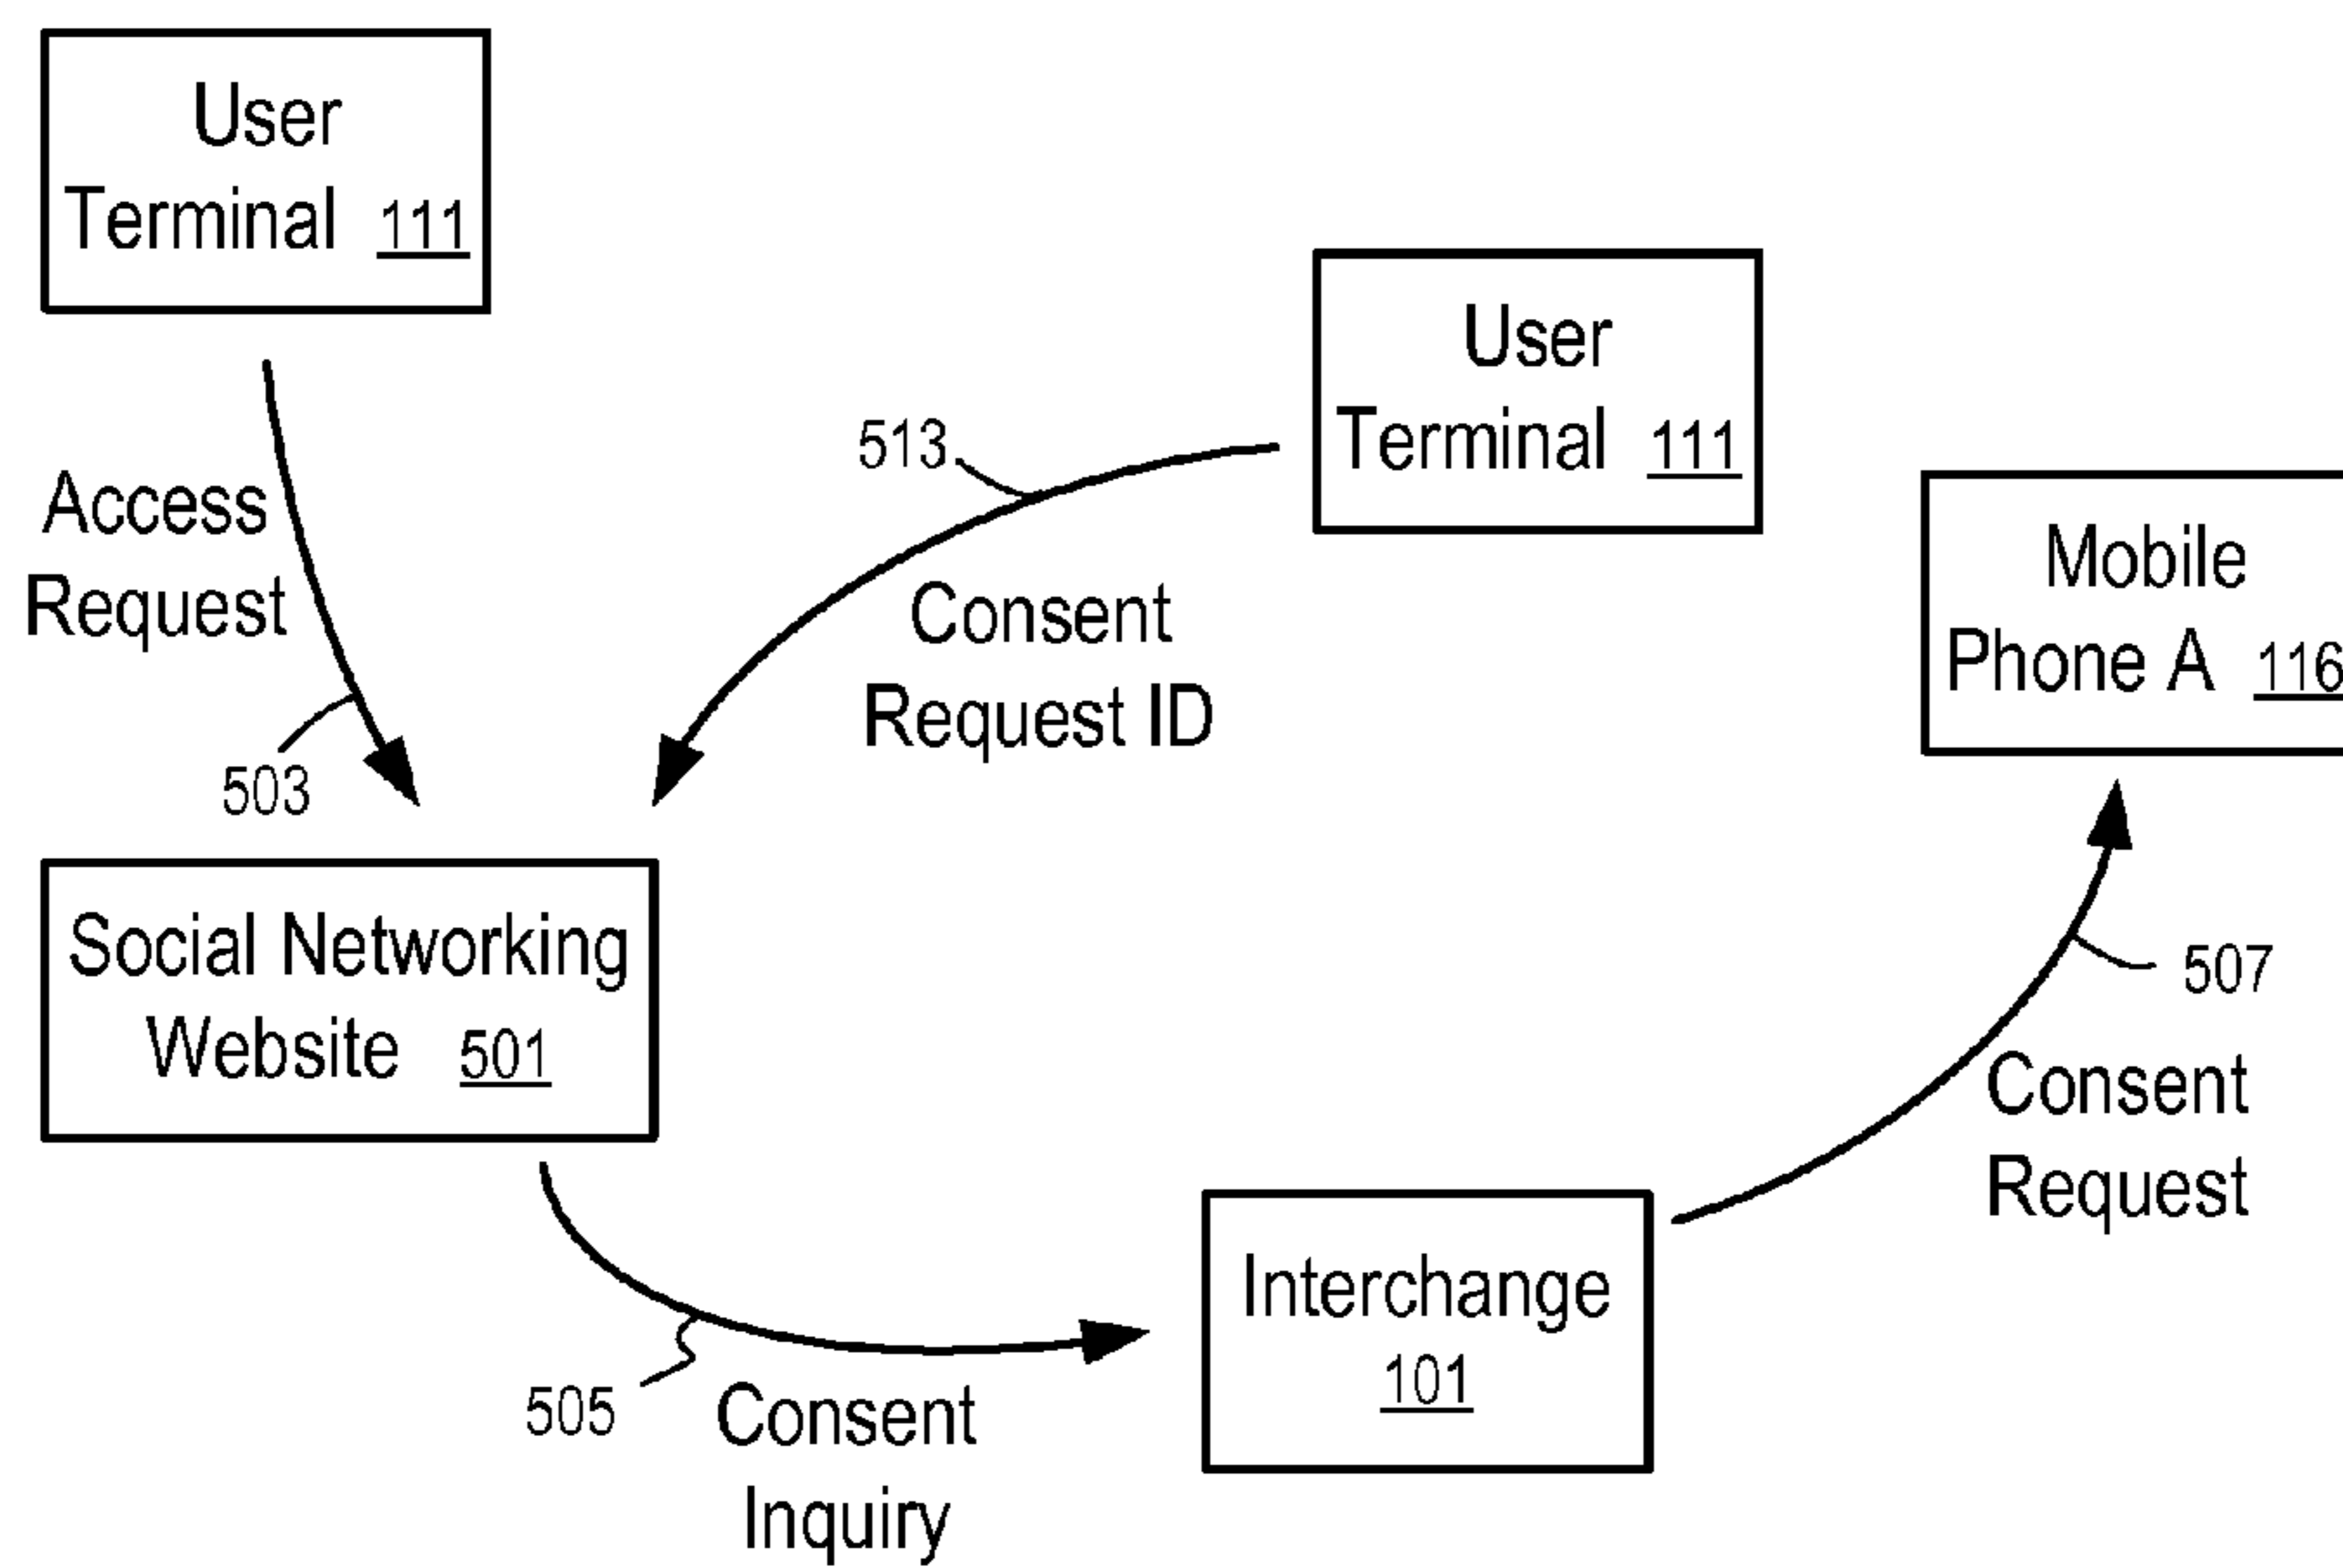 User
Terminal 111
User
Terminal 111
513
Access
Request
Consent
Request ID
Mobile
Phone A 116
503
Social Networking
Website 501
507
Consent
Request
Interchange
101
505
Consent
Inquiry